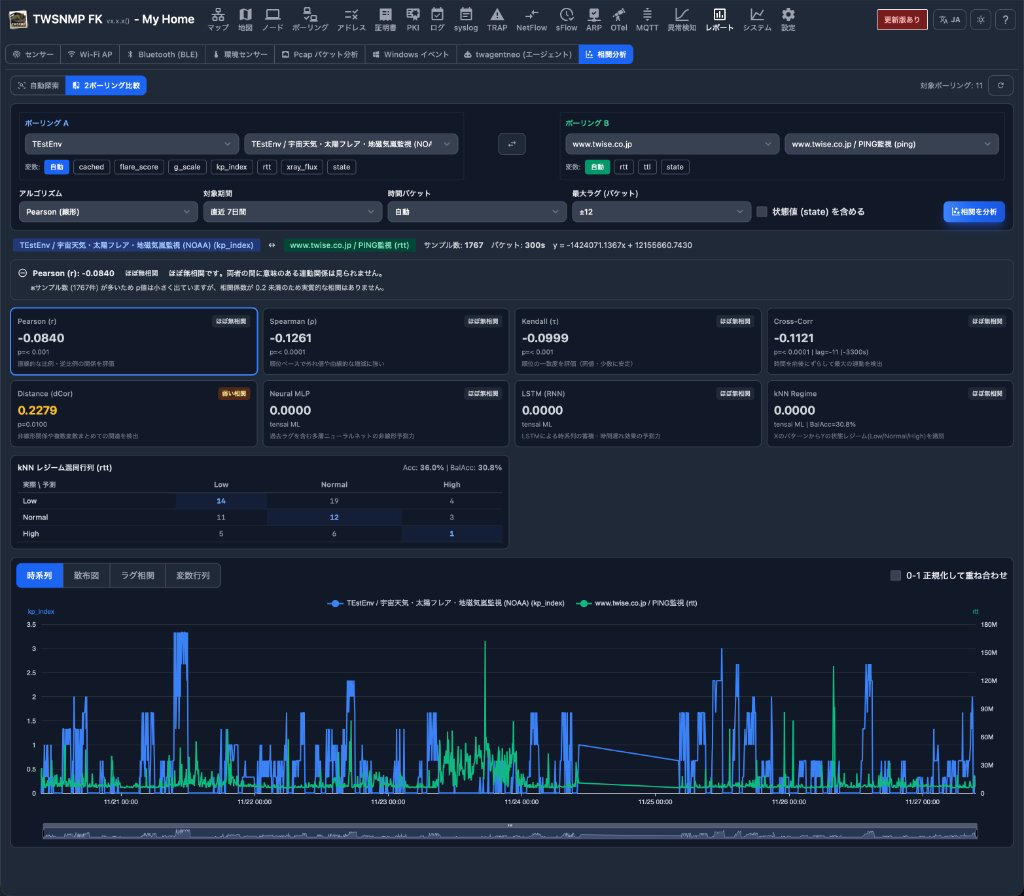 TWSNMP FK vx.x.x() - My Home
マップ 地図 ノード ポーリング アドレス 証明書 PKI ログ syslog TRAP NetFlow sFlow ARP OTel MQTT 異常検知 レポート システム 設定
更新版あり JA ?
センサー Wi-Fi AP Bluetooth (BLE) 環境センサー Pcap パケット分析 Windows イベント twagentneo (エージェント) 相関分析
自動探索 2ポーリング比較 対象ポーリング: 11
ポーリング A ポーリング B
TEstEnv TEstEnv / 宇宙天気・太陽フレア・地磁気嵐監視 (NOA www.twise.co.jp www.twise.co.jp / PING監視 (ping)
変数: 自動 cached flare_score g_scale kp_index rtt xray_flux state 変数: 自動 rtt ttl state
アルゴリズム 対象期間 時間バケット 最大ラグ (バケット)
Pearson (線形) 直近 7日間 自動 ±12 状態値 (state) を含める 相関を分析
TEstEnv / 宇宙天気・太陽フレア・地磁気嵐監視 (NOAA) (kp_index) ↔ www.twise.co.jp / PING監視 (rtt) サンプル数: 1767 バケット: 300s y = -1424071.1367x + 12155660.7430
Pearson (r): -0.0840 ほぼ無相関 ほぼ無相関です。両者の間に意味のある連動関係は見られません。
※サンプル数 (1767件) が多いため p値は小さく出ていますが、相関係数が 0.2 未満のため実質的な相関はありません。
Pearson (r) ほぼ無相関 Spearman (ρ) ほぼ無相関 Kendall (τ) ほぼ無相関 Cross-Corr ほぼ無相関
-0.0840 -0.1261 -0.0999 -0.1121
p=< 0.001 p=< 0.0001 p=< 0.001 p=< 0.0001 | lag=-11 (-3300s)
直線的な比例・逆比例の関係を評価 順位ベースで外れ値や曲線的な増減に強い 順位の一致度を評価 (同値・少数に安定) 時間を前後にずらして最大の連動を検出
Distance (dCor) 弱い相関 Neural MLP ほぼ無相関 LSTM (RNN) ほぼ無相関 kNN Regime ほぼ無相関
0.2279 0.0000 0.0000 0.0000
p=0.0100 tensai ML tensai ML tensai ML | BalAcc=30.8%
非線形関係や複数変数まとめての関連を検出 過去ラグを含む多層ニューラルネットの非線形予測力 LSTMによる時系列の蓄積・時間遅れ効果の予測力 XのパターンからYの状態レジーム(Low/Normal/High)を識別
kNN レジーム混同行列 (rtt) Acc: 36.0% | BalAcc: 30.8%
実際 \ 予測 Low Normal High
Low 14 19 4
Normal 11 12 3
High 5 6 1
時系列 散布図 ラグ相関 変数行列 0-1 正規化して重ね合わせ
TEstEnv / 宇宙天気・太陽フレア・地磁気嵐監視 (NOAA) (kp_index) www.twise.co.jp / PING監視 (rtt)
kp_index rtt
3.5 180M
3 150M
2.5 120M
2 90M
1.5
1 60M
0.5 30M
0 0
11/21 00:00 11/22 00:00 11/23 00:00 11/24 00:00 11/25 00:00 11/26 00:00 11/27 00:00